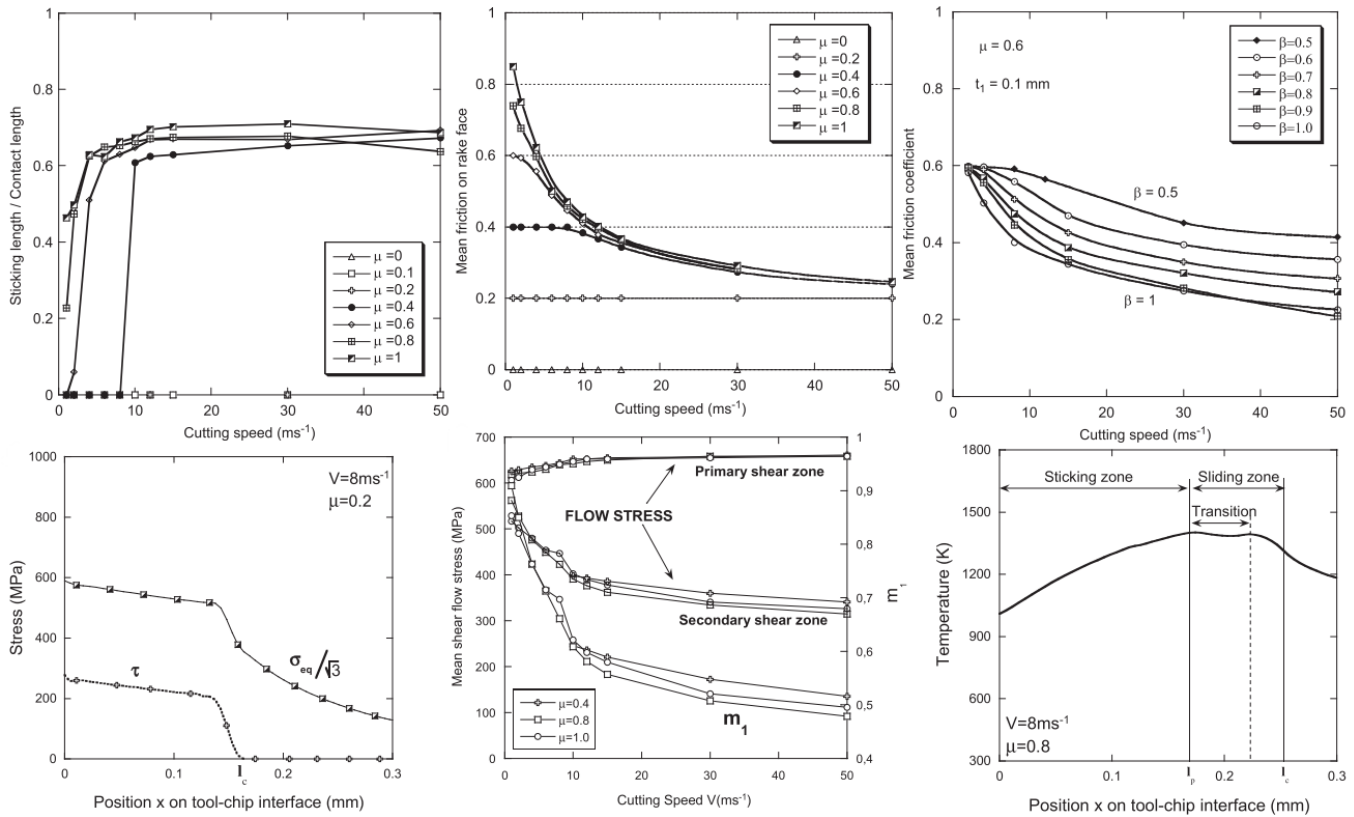 1
0.8
0.6
0.4
0.2
0
0 10 20 30 40 50
Sticking length / Contact length
Cutting speed (ms⁻¹)
μ =0
μ =0.1
μ =0.2
μ =0.4
μ =0.6
μ =0.8
μ =1
1
0.8
0.6
0.4
0.2
0
0 10 20 30 40 50
Mean friction on rake face
Cutting speed (ms⁻¹)
μ =0
μ =0.2
μ =0.4
μ =0.6
μ =0.8
μ =1
1
0.8
0.6
0.4
0.2
0
0 10 20 30 40 50
Mean friction coefficient
Cutting speed (ms⁻¹)
μ = 0.6
t₁ = 0.1 mm
β=0.5
β=0.6
β=0.7
β=0.8
β=0.9
β=1.0
β = 0.5
β = 1
1000
800
600
400
200
0
0 0.1 0.2 0.3
l_c
Stress (MPa)
Position x on tool-chip interface (mm)
V=8ms⁻¹
μ=0.2
τ
σ_eq/√3
700
600
500
400
300
200
100
0
0 10 20 30 40 50
1
0,9
0,8
0,7
0,6
0,5
0,4
Mean shear flow stress (MPa)
m₁
Cutting Speed V(ms⁻¹)
Primary shear zone
FLOW STRESS
Secondary shear zone
m₁
μ=0.4
μ=0.8
μ=1.0
1800
1500
1200
900
600
300
0 0.1 0.2 0.3
l_p l_c
Temperature (K)
Position x on tool-chip interface (mm)
Sticking zone Sliding zone
Transition
V=8ms⁻¹
μ=0.8